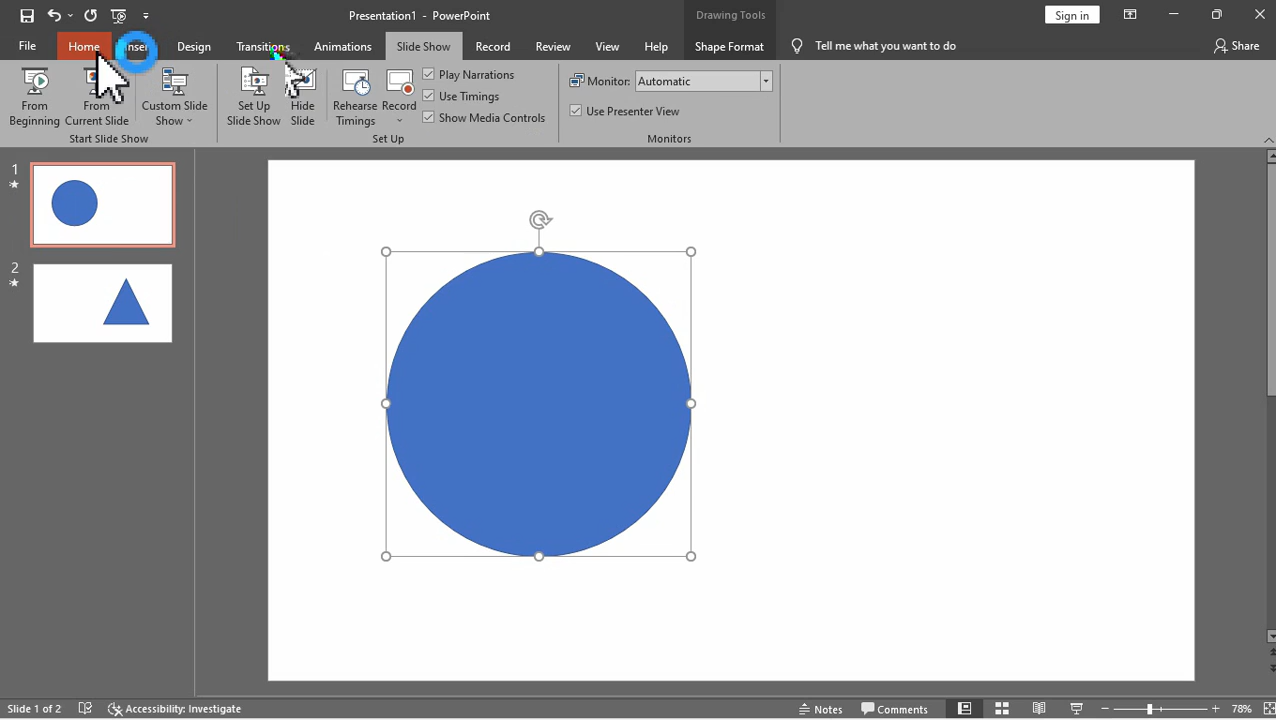 Presentation1 - PowerPoint
Drawing Tools
Sign in
File Home Inser Design Transitions Animations Slide Show Record Review View Help Shape Format Tell me what you want to do Share
From Beginning
From Current Slide
Custom Slide Show
Set Up Slide Show
Hide Slide
Rehearse Timings
Record
Play Narrations
Use Timings
Show Media Controls
Monitor: Automatic
Use Presenter View
Start Slide Show
Set Up
Monitors
1
2
Slide 1 of 2
Accessibility: Investigate
Notes
Comments
78%